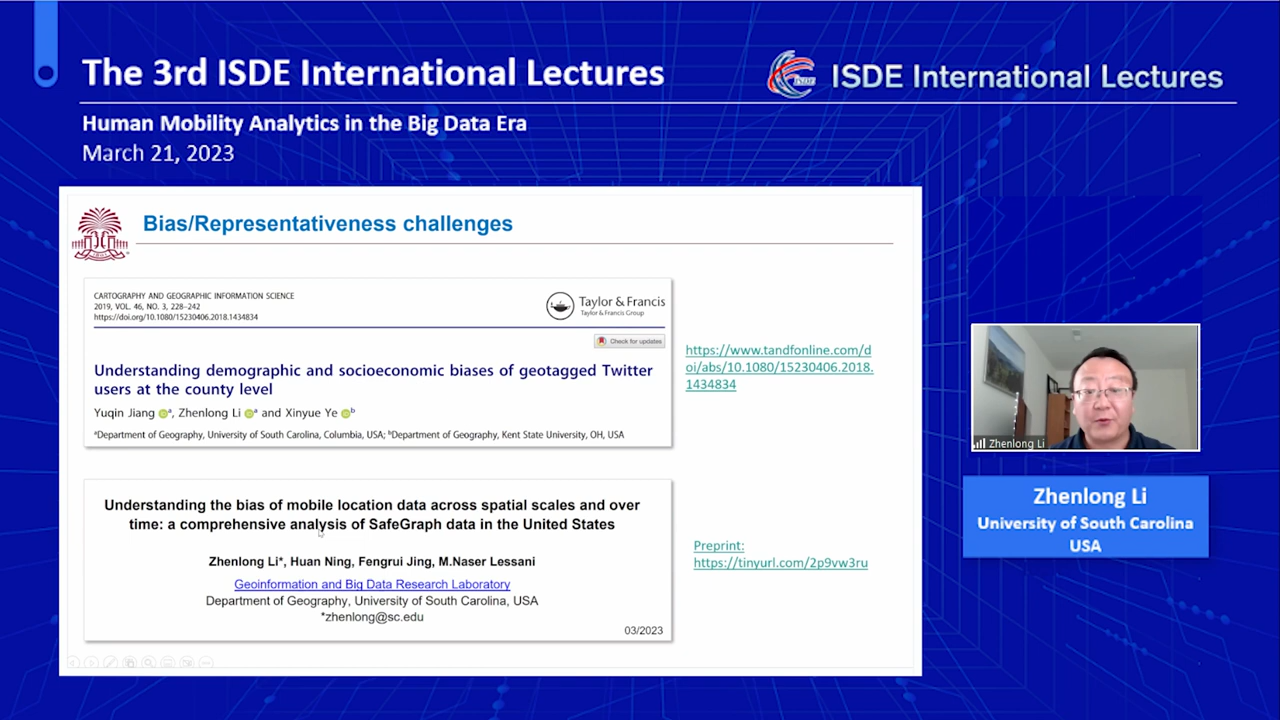 The 3rd ISDE International Lectures
ISDE
ISDE International Lectures
Human Mobility Analytics in the Big Data Era
March 21, 2023
Bias/Representativeness challenges
CARTOGRAPHY AND GEOGRAPHIC INFORMATION SCIENCE
2019, VOL. 46, NO. 3, 228–242
https://doi.org/10.1080/15230406.2018.1434834
Taylor & Francis
Taylor & Francis Group
Check for updates
Understanding demographic and socioeconomic biases of geotagged Twitter
users at the county level
Yuqin Jiang iDa, Zhenlong Li iDa and Xinyue Ye iDb
aDepartment of Geography, University of South Carolina, Columbia, USA; bDepartment of Geography, Kent State University, OH, USA
https://www.tandfonline.com/d
oi/abs/10.1080/15230406.2018.
1434834
Understanding the bias of mobile location data across spatial scales and over
time: a comprehensive analysis of SafeGraph data in the United States
Zhenlong Li*, Huan Ning, Fengrui Jing, M.Naser Lessani
Geoinformation and Big Data Research Laboratory
Department of Geography, University of South Carolina, USA
*zhenlong@sc.edu
03/2023
Preprint:
https://tinyurl.com/2p9vw3ru
Zhenlong Li
Zhenlong Li
University of South Carolina
USA